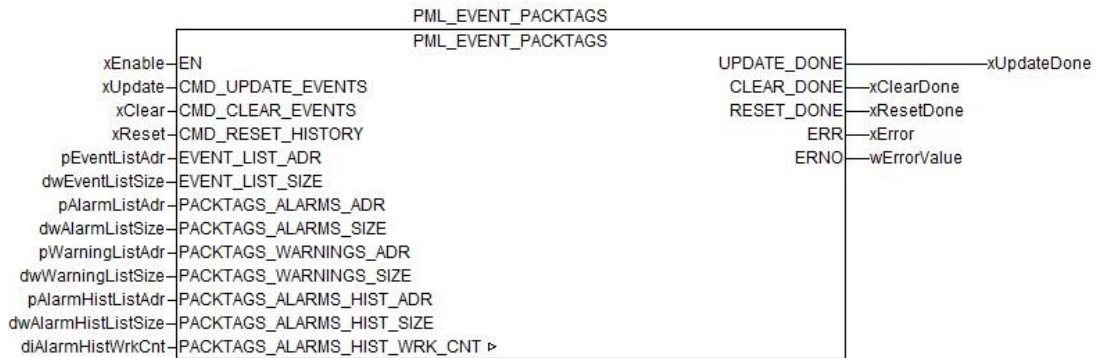 PML_EVENT_PACKTAGS
PML_EVENT_PACKTAGS
xEnable EN UPDATE_DONE xUpdateDone
xUpdate CMD_UPDATE_EVENTS CLEAR_DONE xClearDone
xClear CMD_CLEAR_EVENTS RESET_DONE xResetDone
xReset CMD_RESET_HISTORY ERR xError
pEventListAdr EVENT_LIST_ADR ERNO wErrorValue
dwEventListSize EVENT_LIST_SIZE
pAlarmListAdr PACKTAGS_ALARMS_ADR
dwAlarmListSize PACKTAGS_ALARMS_SIZE
pWarningListAdr PACKTAGS_WARNINGS_ADR
dwWarningListSize PACKTAGS_WARNINGS_SIZE
pAlarmHistListAdr PACKTAGS_ALARMS_HIST_ADR
dwAlarmHistListSize PACKTAGS_ALARMS_HIST_SIZE
diAlarmHistWrkCnt PACKTAGS_ALARMS_HIST_WRK_CNT